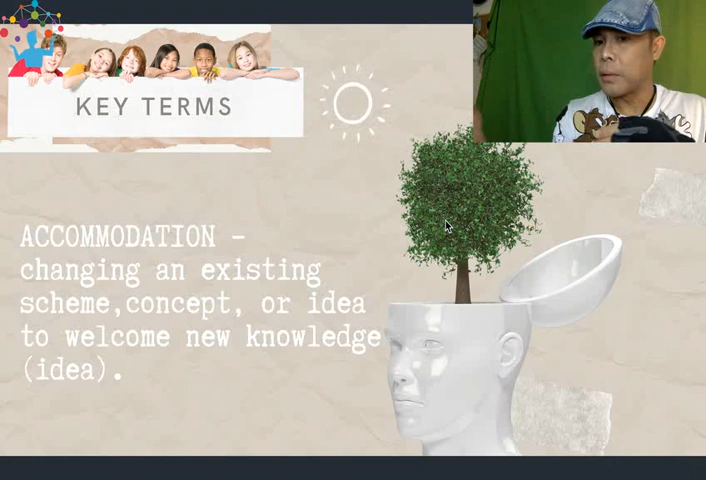 KEY TERMS
ACCOMMODATION -
changing an existing
scheme,concept, or idea
to welcome new knowledge
(idea).